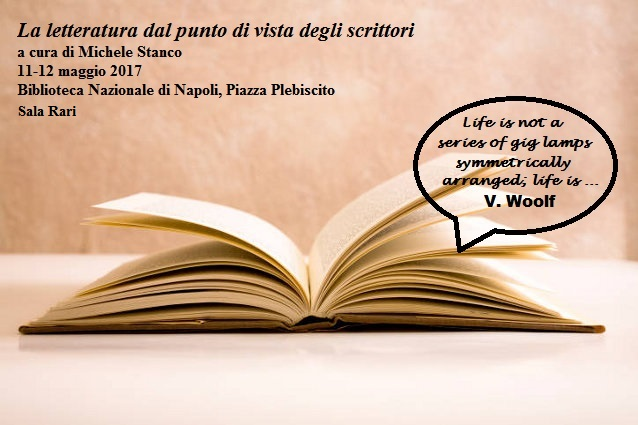 La letteratura dal punto di vista degli scrittori
a cura di Michele Stanco
11-12 maggio 2017
Biblioteca Nazionale di Napoli, Piazza Plebiscito
Sala Rari
Life is not a
series of gig lamps
symmetrically
arranged; life is ...
V. Woolf